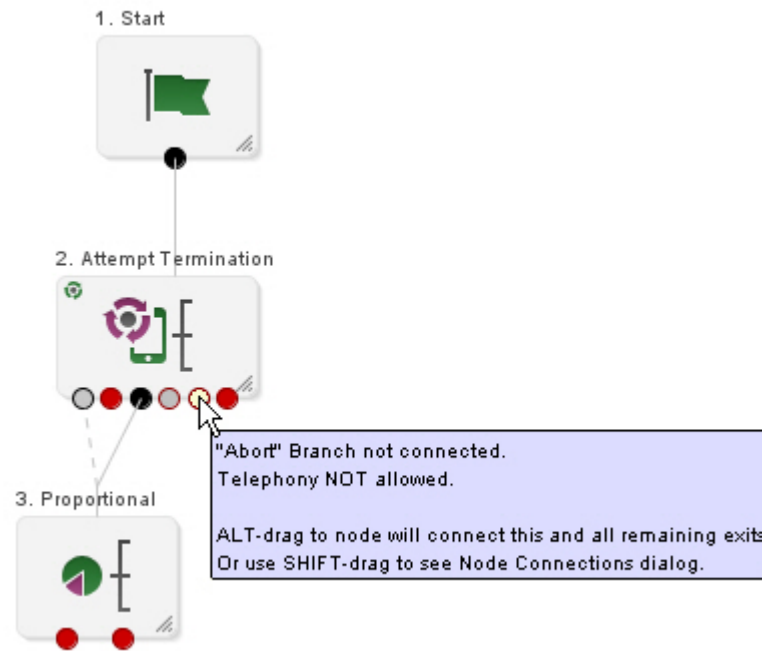 1. Start
2. Attempt Termination
"Abort" Branch not connected.
Telephony NOT allowed.
3. Proportional
ALT-drag to node will connect this and all remaining exits
Or use SHIFT-drag to see Node Connections dialog.